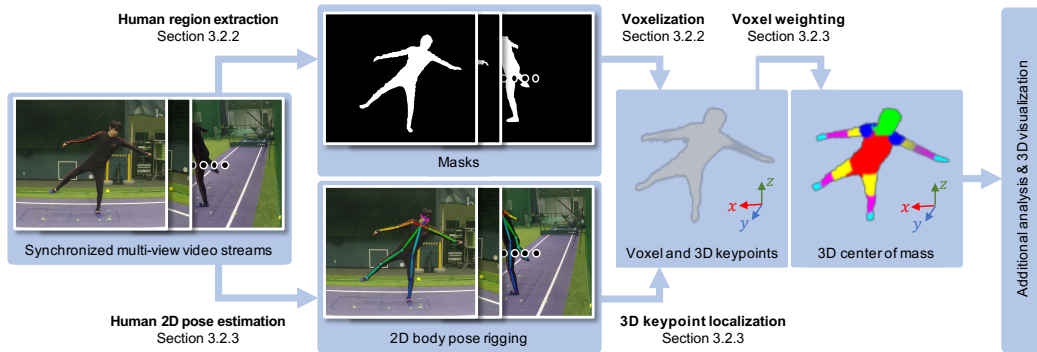 Human region extraction
Section 3.2.2
Voxelization
Section 3.2.2
Voxel weighting
Section 3.2.3
Masks
Synchronized multi-view video streams
z
x
y
Voxel and 3D keypoints
z
x
y
3D center of mass
Additional analysis & 3D visualization
Human 2D pose estimation
Section 3.2.3
2D body pose rigging
3D keypoint localization
Section 3.2.3